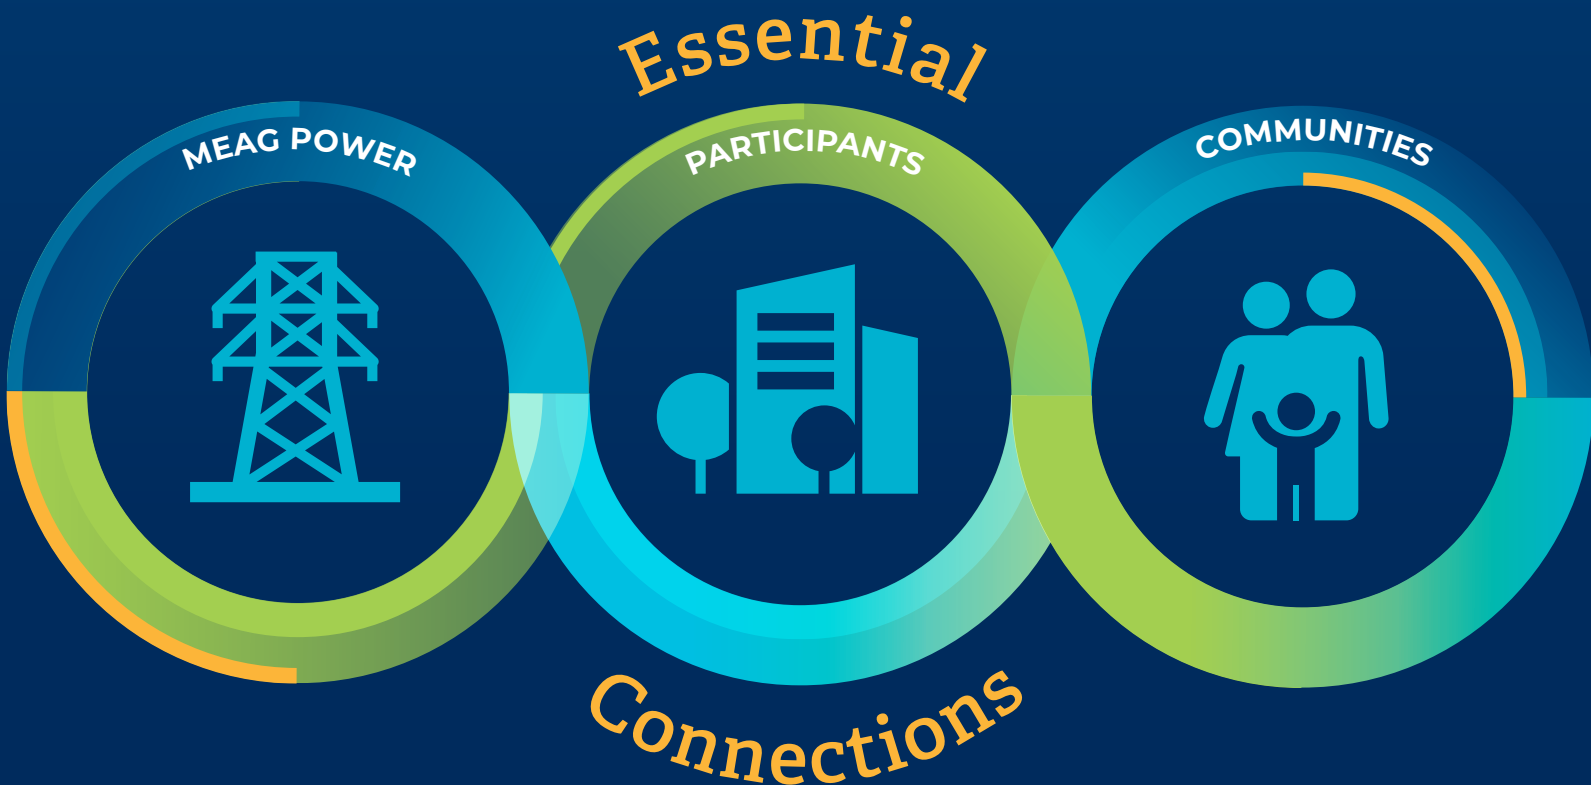 Essential
MEAG POWER
PARTICIPANTS
COMMUNITIES
Connections